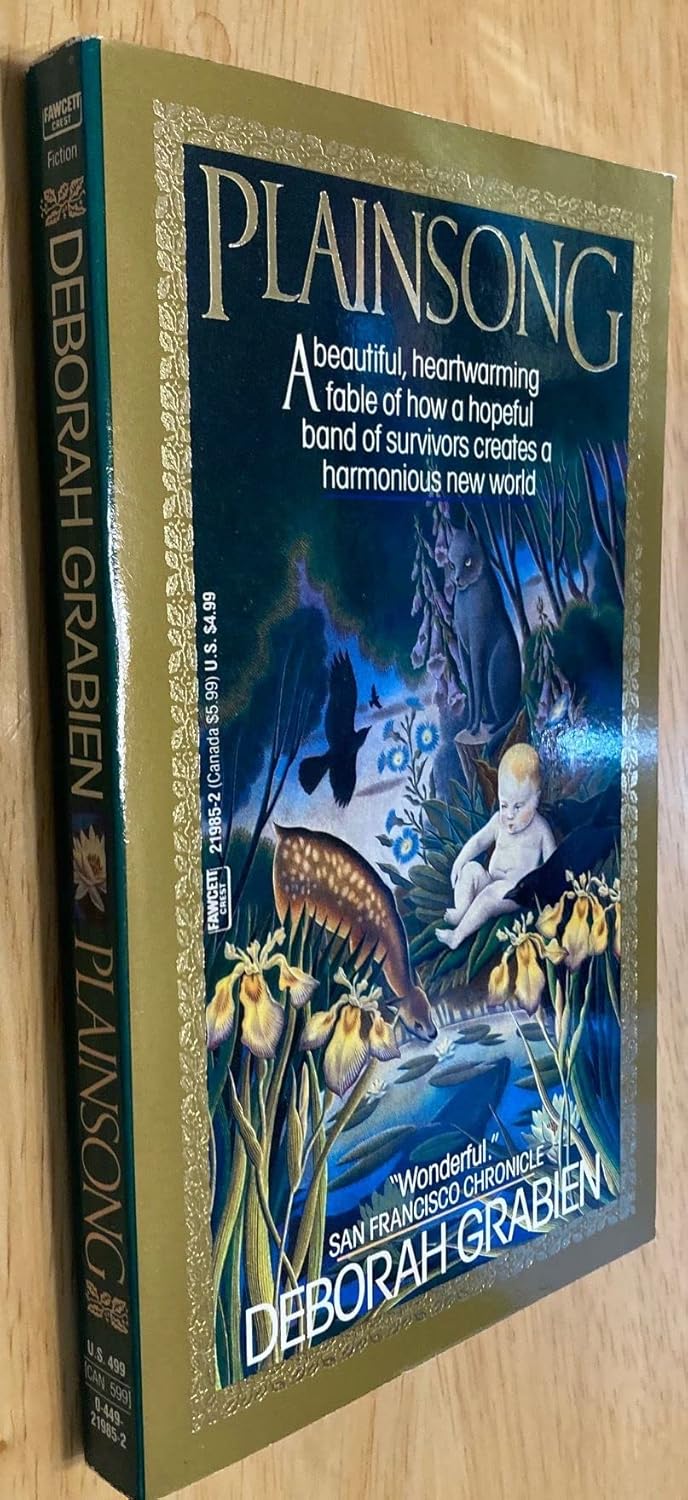 FAWCETT
CREST
Fiction
DEBORAH GRABIEN
PLAINSONG
U.S. 499
CAN 599
0-449-
21985-2
PLAINSONG
A beautiful, heartwarming
fable of how a hopeful
band of survivors creates a
harmonious new world
FAWCETT
CREST
21985-2 (Canada $5.99) U.S. $4.99
"Wonderful."
SAN FRANCISCO CHRONICLE
DEBORAH GRABIEN